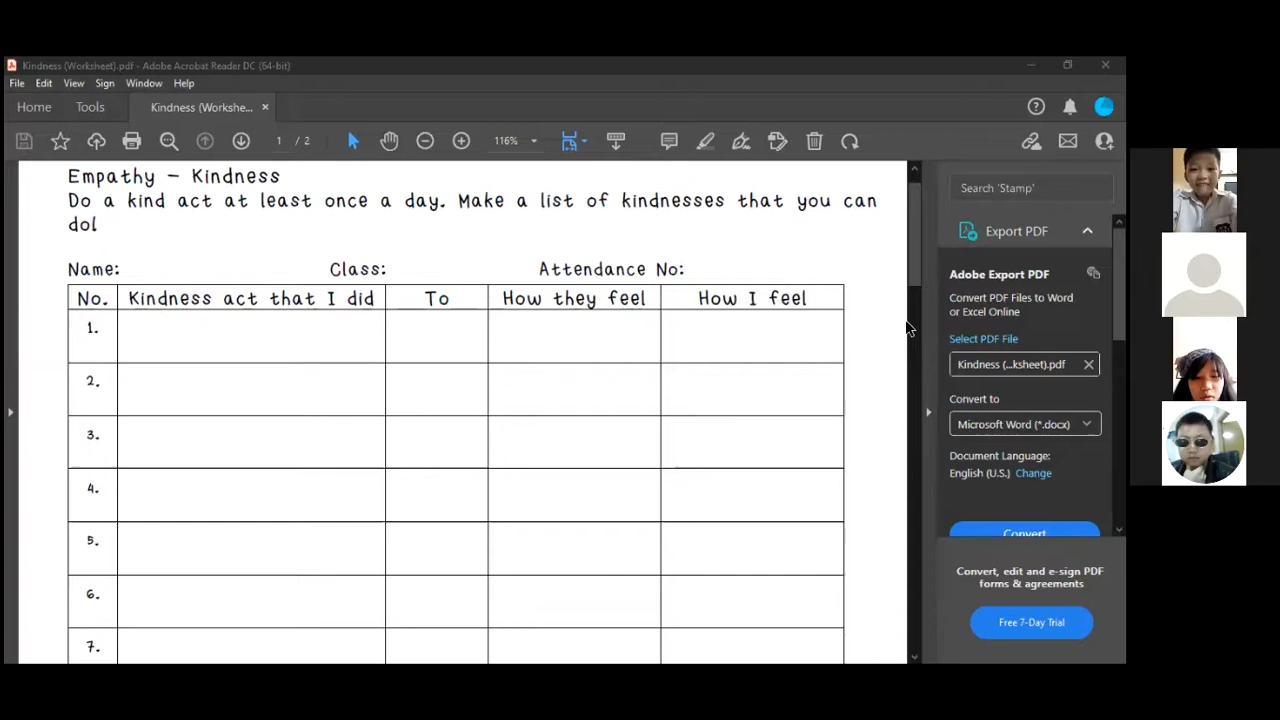 Kindness (Worksheet).pdf - Adobe Acrobat Reader DC (64-bit)
File Edit View Sign Window Help
Home Tools Kindness (Workshe... ×
1 / 2 116%
Empathy – Kindness
Do a kind act at least once a day. Make a list of kindnesses that you can
do!
Name: Class: Attendance No:
No. Kindness act that I did To How they feel How I feel
1.
2.
3.
4.
5.
6.
7.
Search 'Stamp'
Export PDF
Adobe Export PDF
Convert PDF Files to Word
or Excel Online
Select PDF File
Kindness (...ksheet).pdf
Convert to
Microsoft Word (*.docx)
Document Language:
English (U.S.) Change
Convert
Convert, edit and e-sign PDF
forms & agreements
Free 7-Day Trial